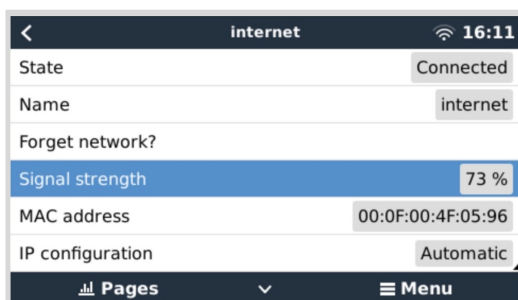 internet 16:11
State Connected
Name internet
Forget network?
Signal strength 73 %
MAC address 00:0F:00:4F:05:96
IP configuration Automatic
Pages Menu